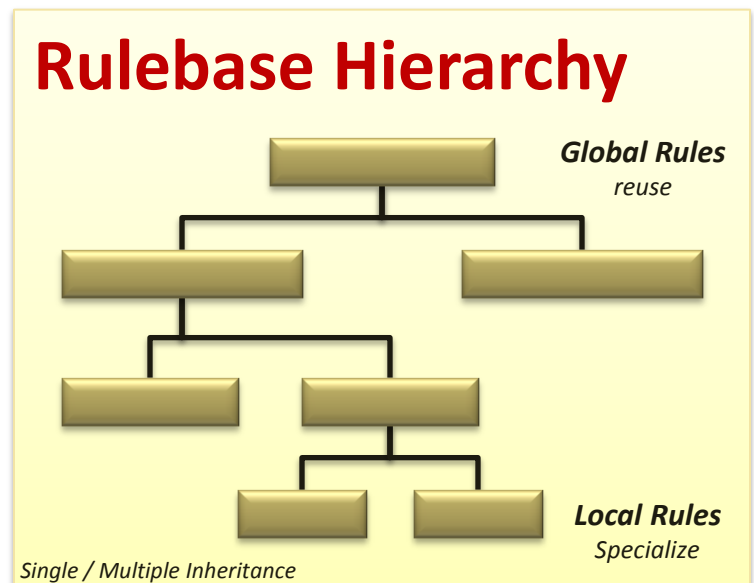 Rulebase Hierarchy
Global Rules
reuse
Local Rules
Specialize
Single / Multiple Inheritance